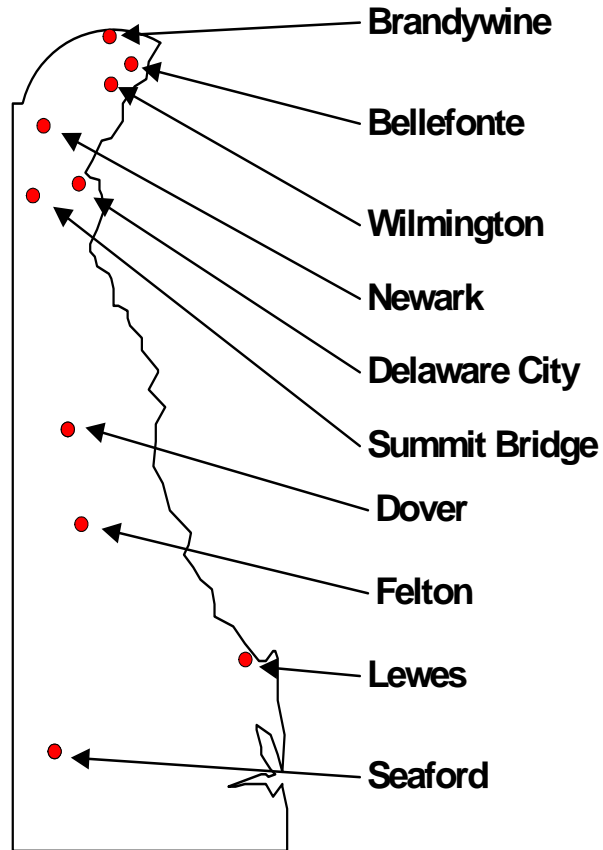 Brandywine
Bellefonte
Wilmington
Newark
Delaware City
Summit Bridge
Dover
Felton
Lewes
Seaford